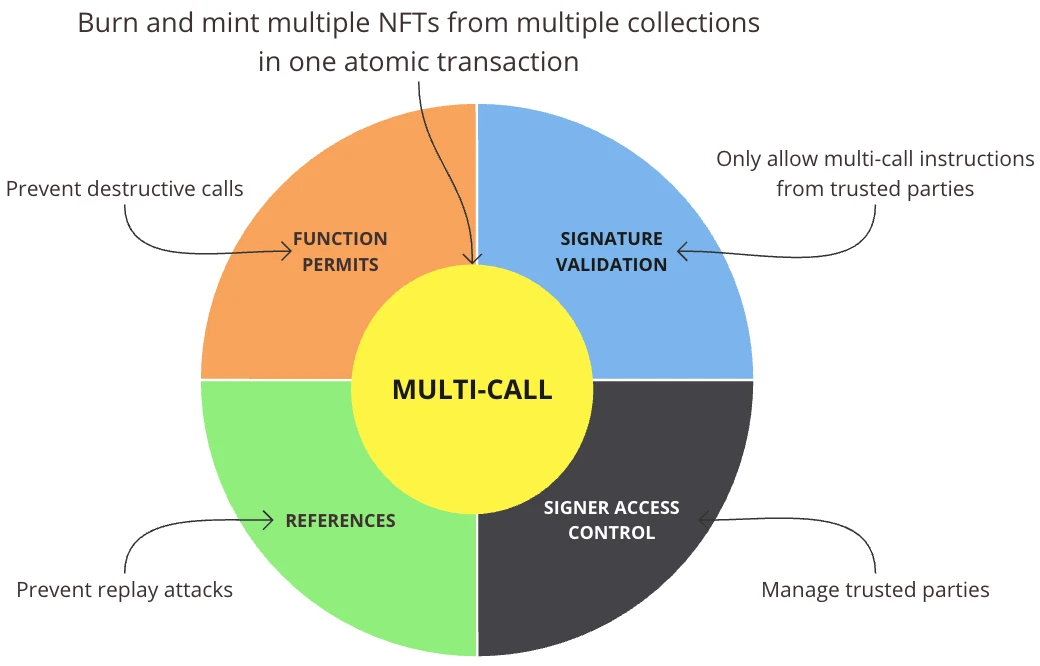 Burn and mint multiple NFTs from multiple collections
in one atomic transaction
Prevent destructive calls
Only allow multi-call instructions
from trusted parties
FUNCTION
PERMITS
SIGNATURE
VALIDATION
MULTI-CALL
REFERENCES
SIGNER ACCESS
CONTROL
Prevent replay attacks
Manage trusted parties